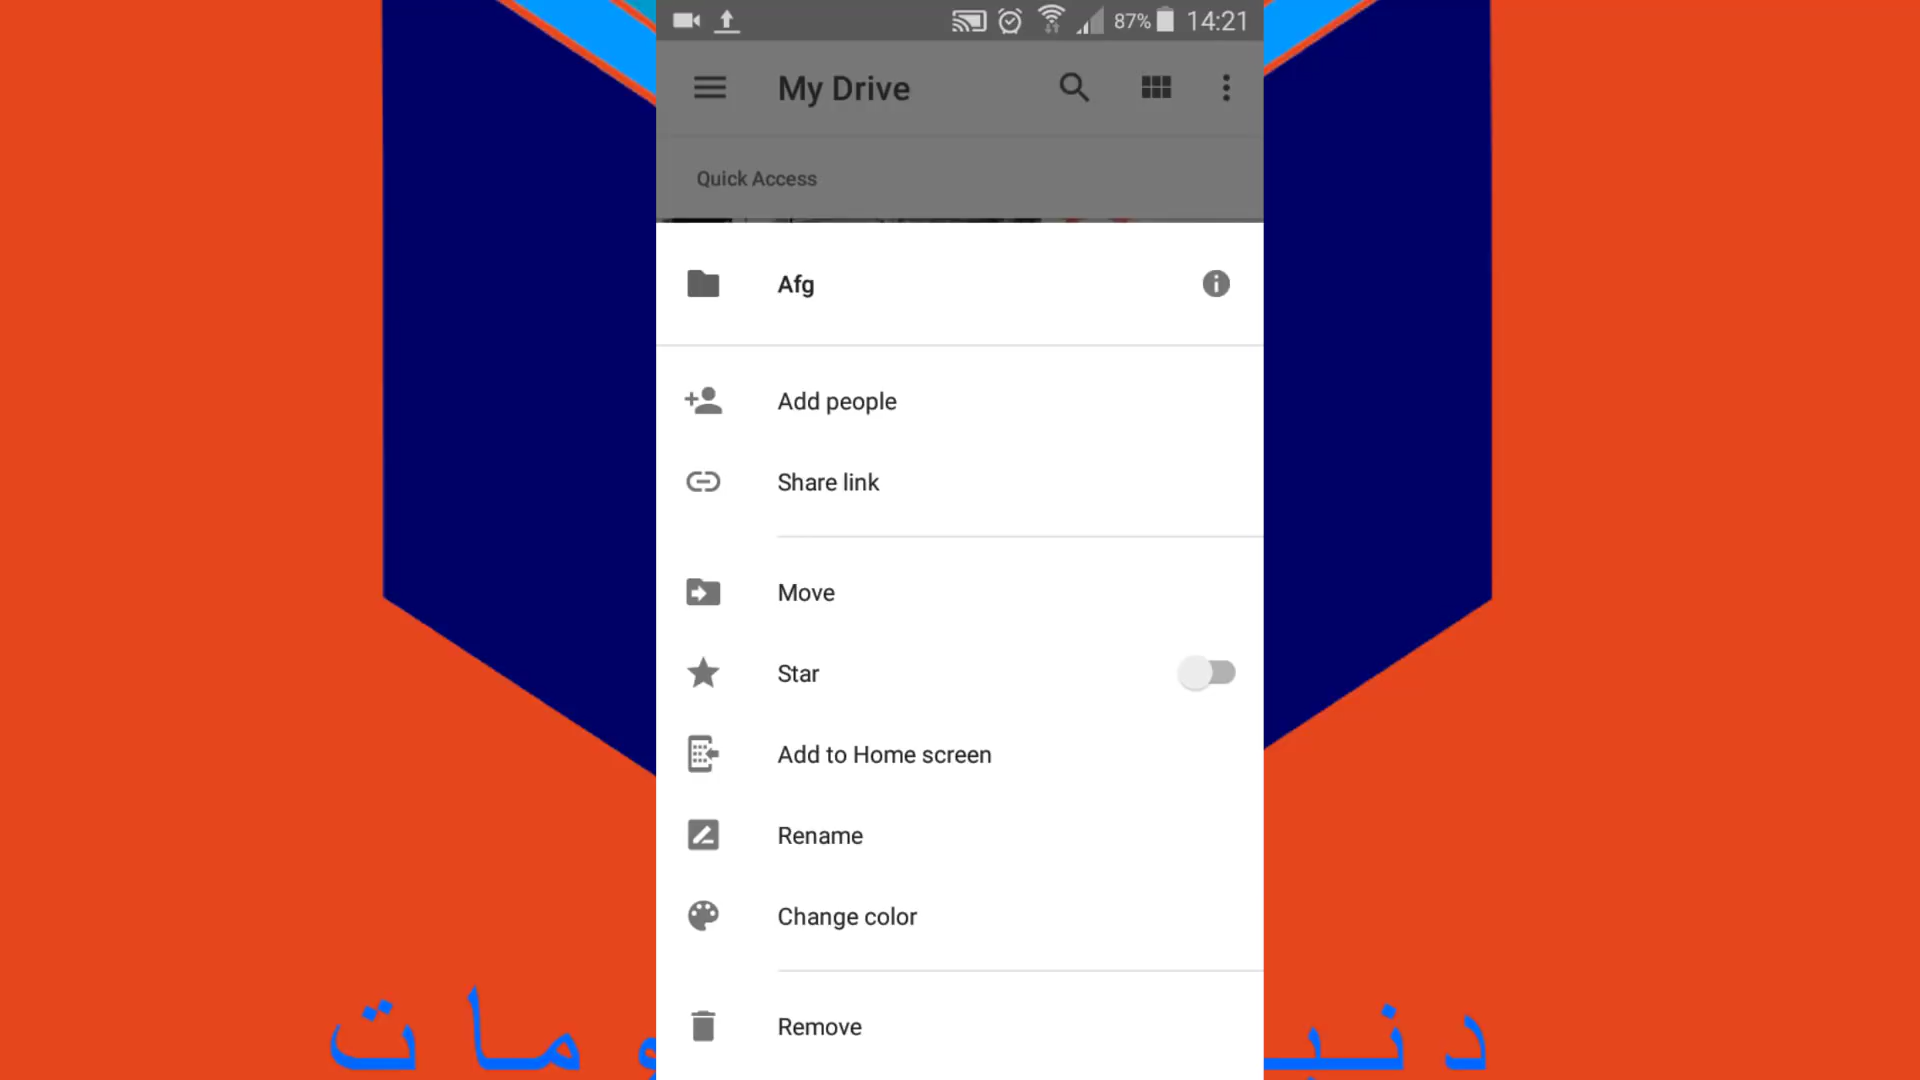 87% 14:21
My Drive
Quick Access
Afg
Add people
Share link
Move
Star
Add to Home screen
Rename
Change color
Remove